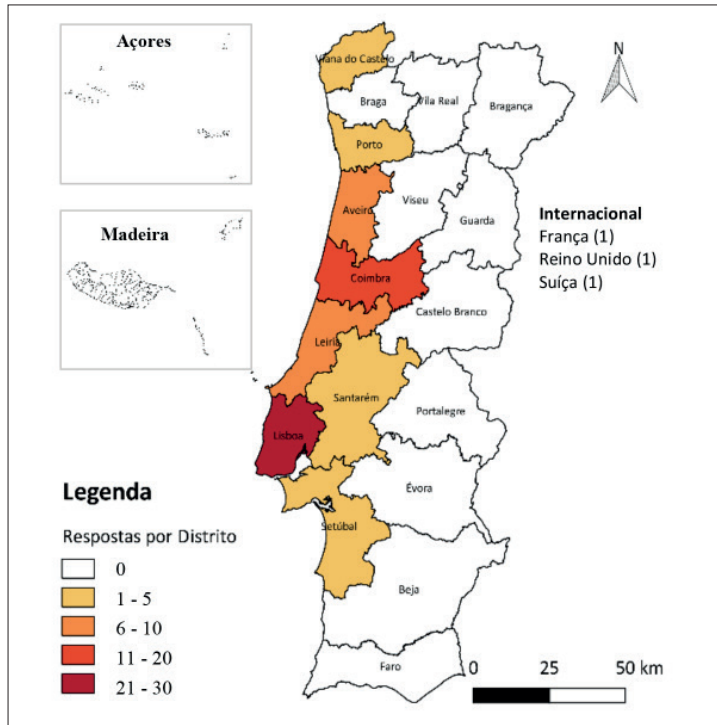 Açores
Madeira
N
Viana do Castelo
Braga
Vila Real
Bragança
Porto
Aveiro
Viseu
Guarda
Internacional
França (1)
Reino Unido (1)
Suíça (1)
Coimbra
Castelo Branco
Leiria
Santarém
Portalegre
Lisboa
Évora
Setúbal
Beja
Faro
Legenda
Respostas por Distrito
0
1 - 5
6 - 10
11 - 20
21 - 30
0 25 50 km